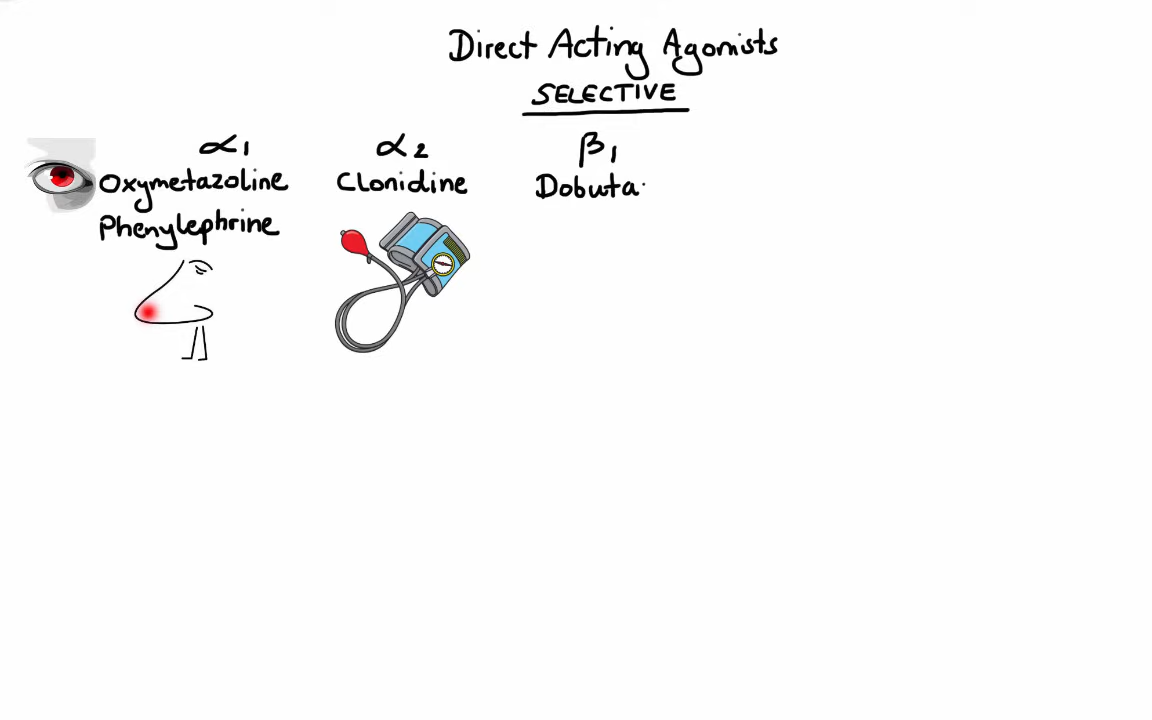 Direct Acting Agonists
SELECTIVE
α1
Oxymetazoline
Phenylephrine
α2
Clonidine
β1
Dobuta